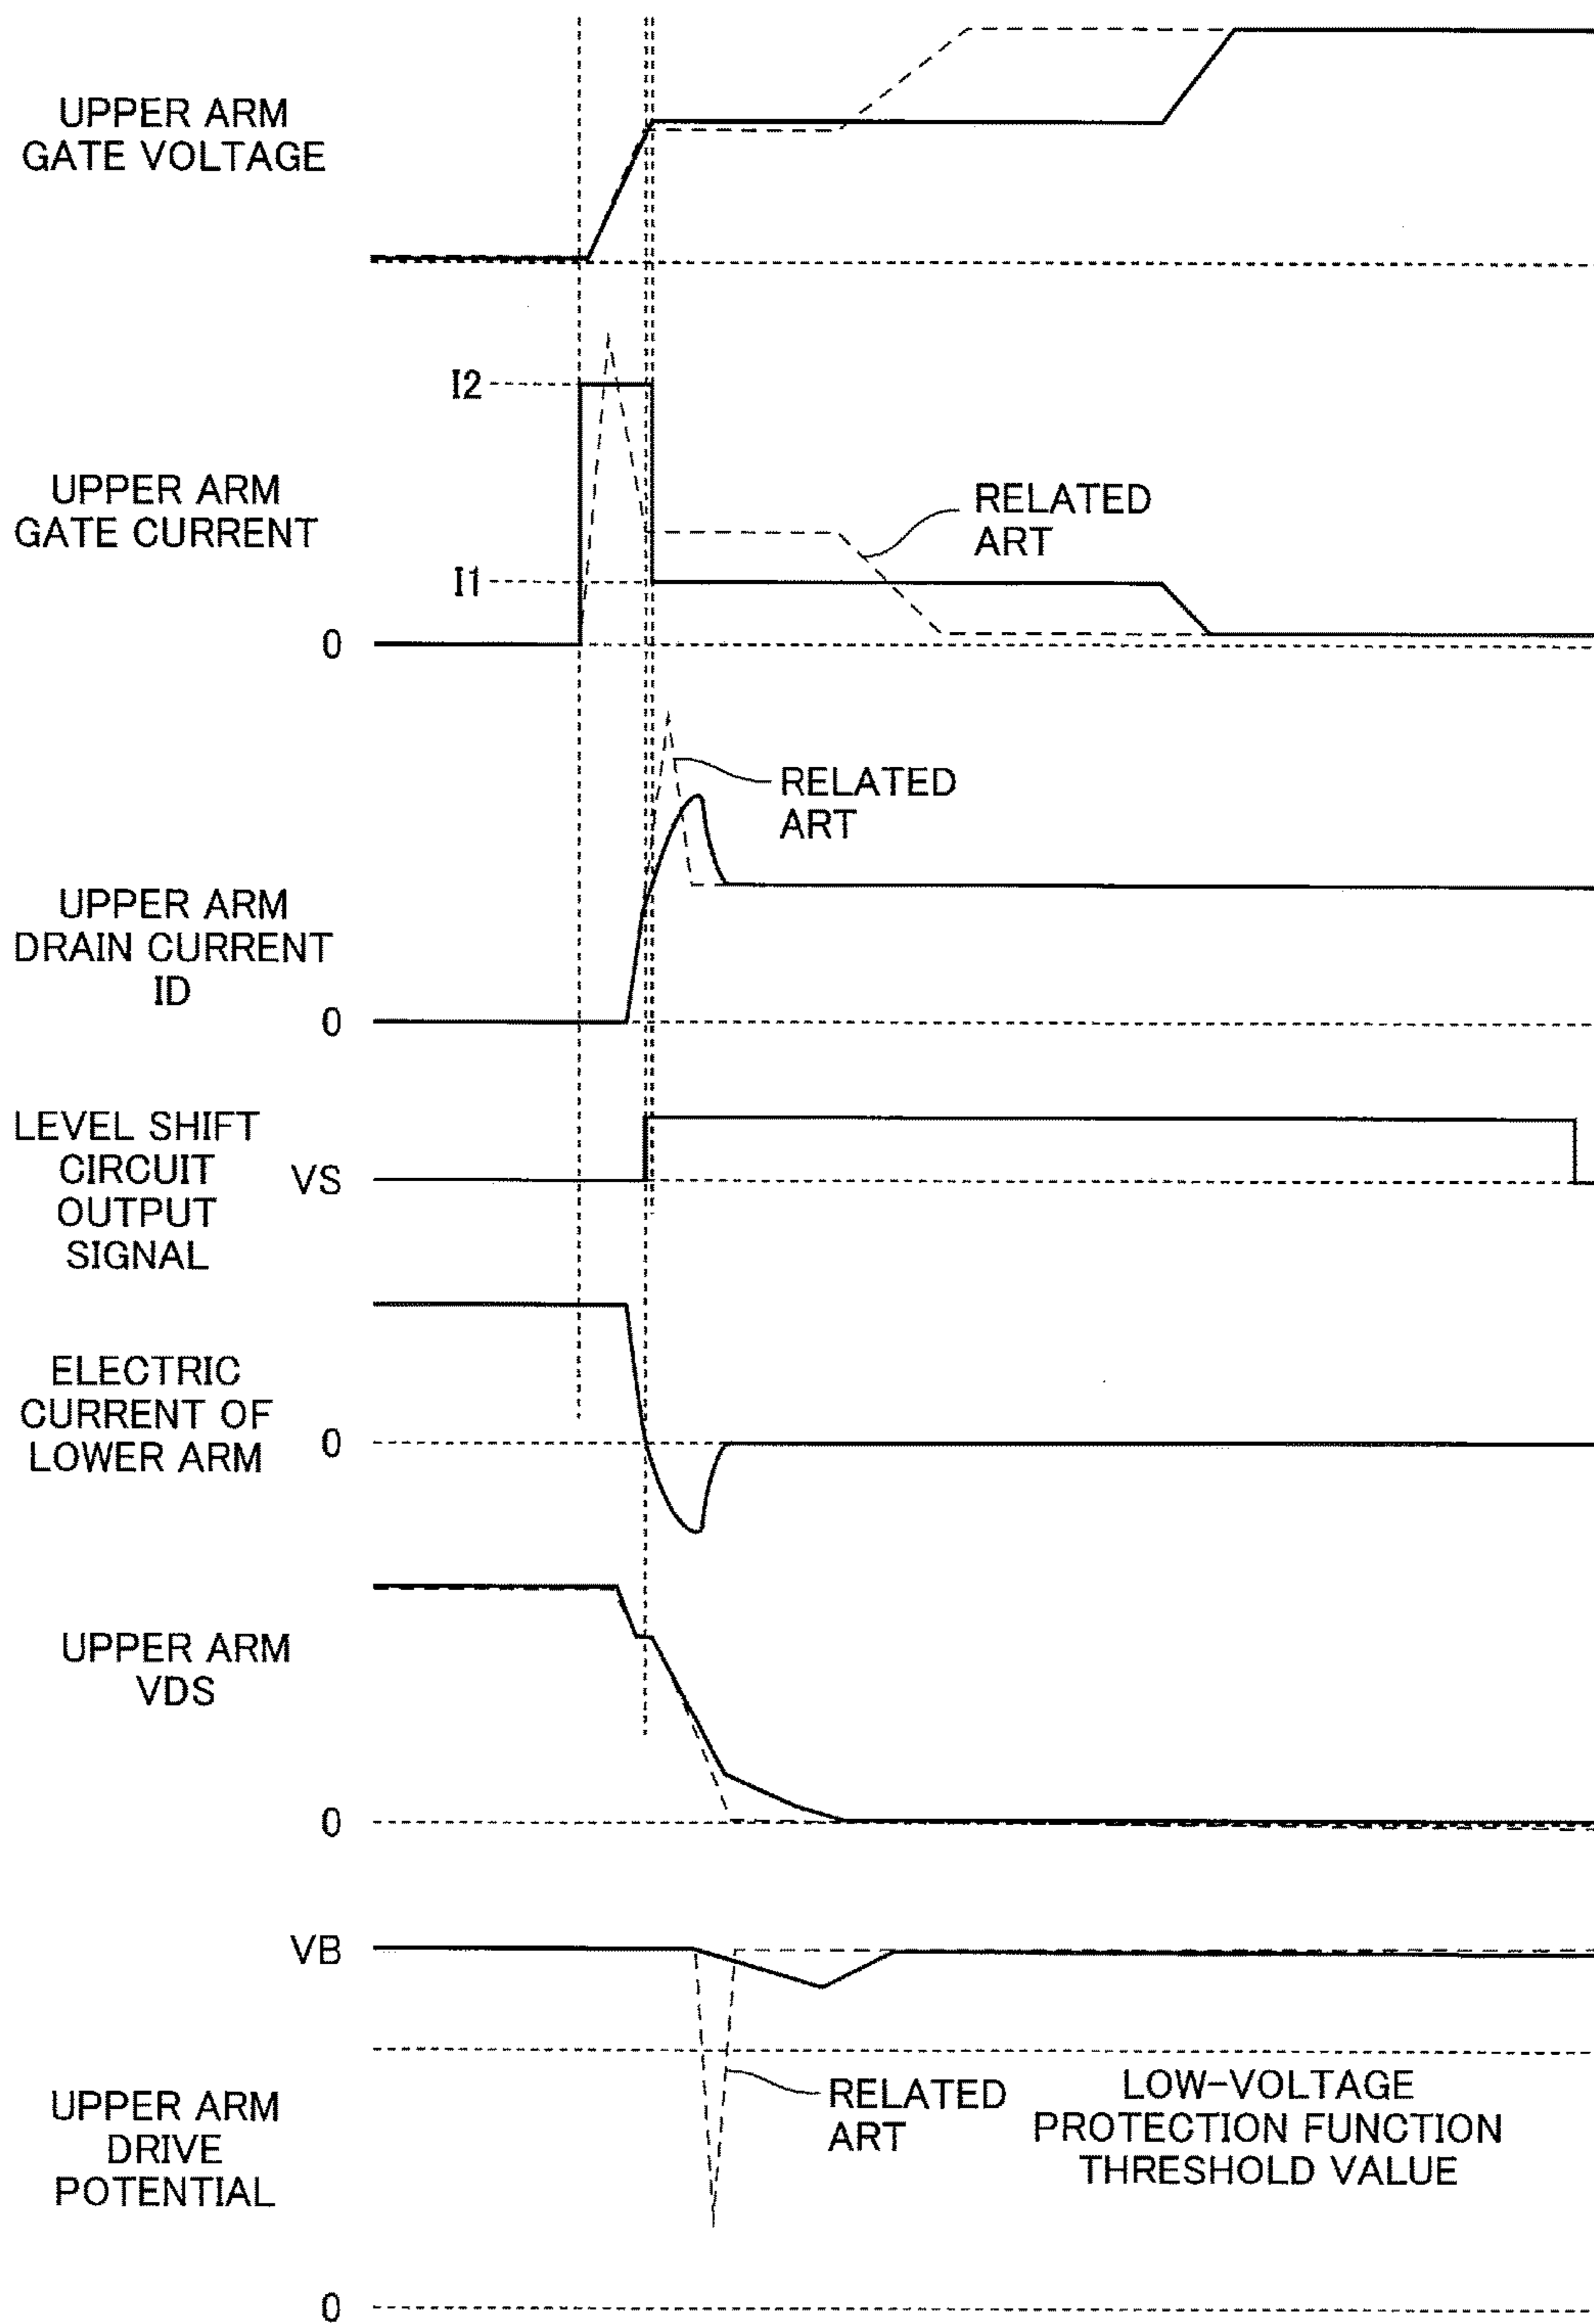 UPPER ARM
GATE VOLTAGE
I2
UPPER ARM
GATE CURRENT
RELATED
ART
I1
0
RELATED
ART
UPPER ARM
DRAIN CURRENT
ID
0
LEVEL SHIFT
CIRCUIT
OUTPUT
SIGNAL
VS
ELECTRIC
CURRENT OF
LOWER ARM
0
UPPER ARM
VDS
0
VB
UPPER ARM
DRIVE
POTENTIAL
RELATED
ART
LOW-VOLTAGE
PROTECTION FUNCTION
THRESHOLD VALUE
0